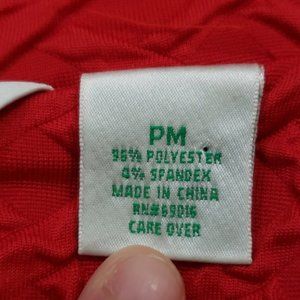 PM
96% POLYESTER
4% SPANDEX
MADE IN CHINA
RN#69016
CARE OVER